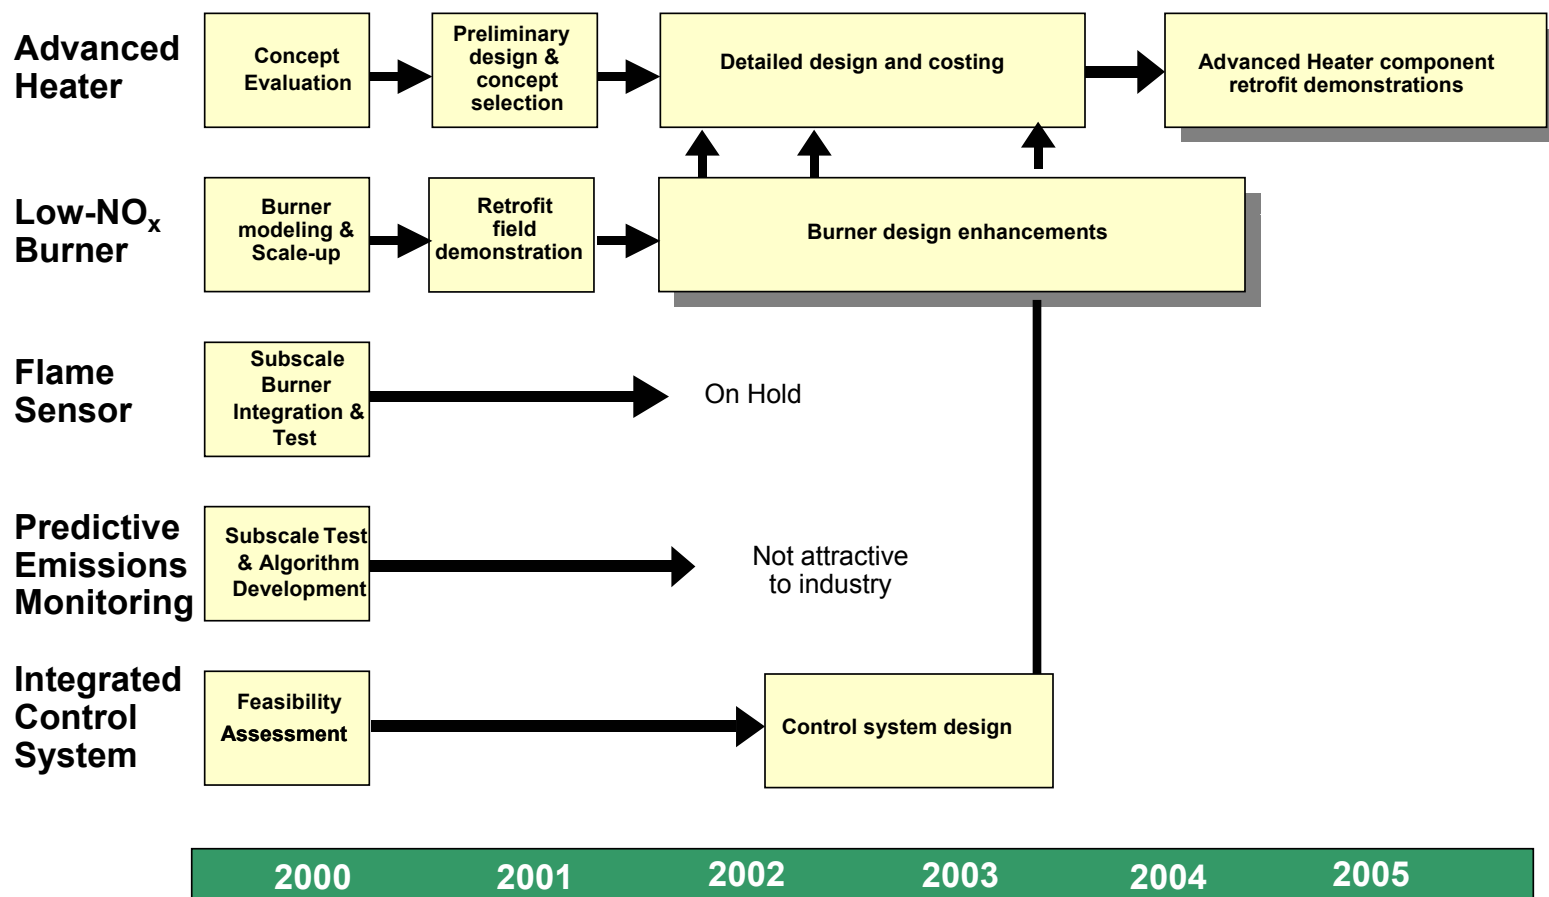 Advanced
Heater
Concept
Evaluation
Preliminary
design &
concept
selection
Detailed design and costing
Advanced Heater component
retrofit demonstrations
Low-NOx
Burner
Burner
modeling &
Scale-up
Retrofit
field
demonstration
Burner design enhancements
Flame
Sensor
Subscale
Burner
Integration &
Test
On Hold
Predictive
Emissions
Monitoring
Subscale Test
& Algorithm
Development
Not attractive
to industry
Integrated
Control
System
Feasibility
Assessment
Control system design
2000 2001 2002 2003 2004 2005